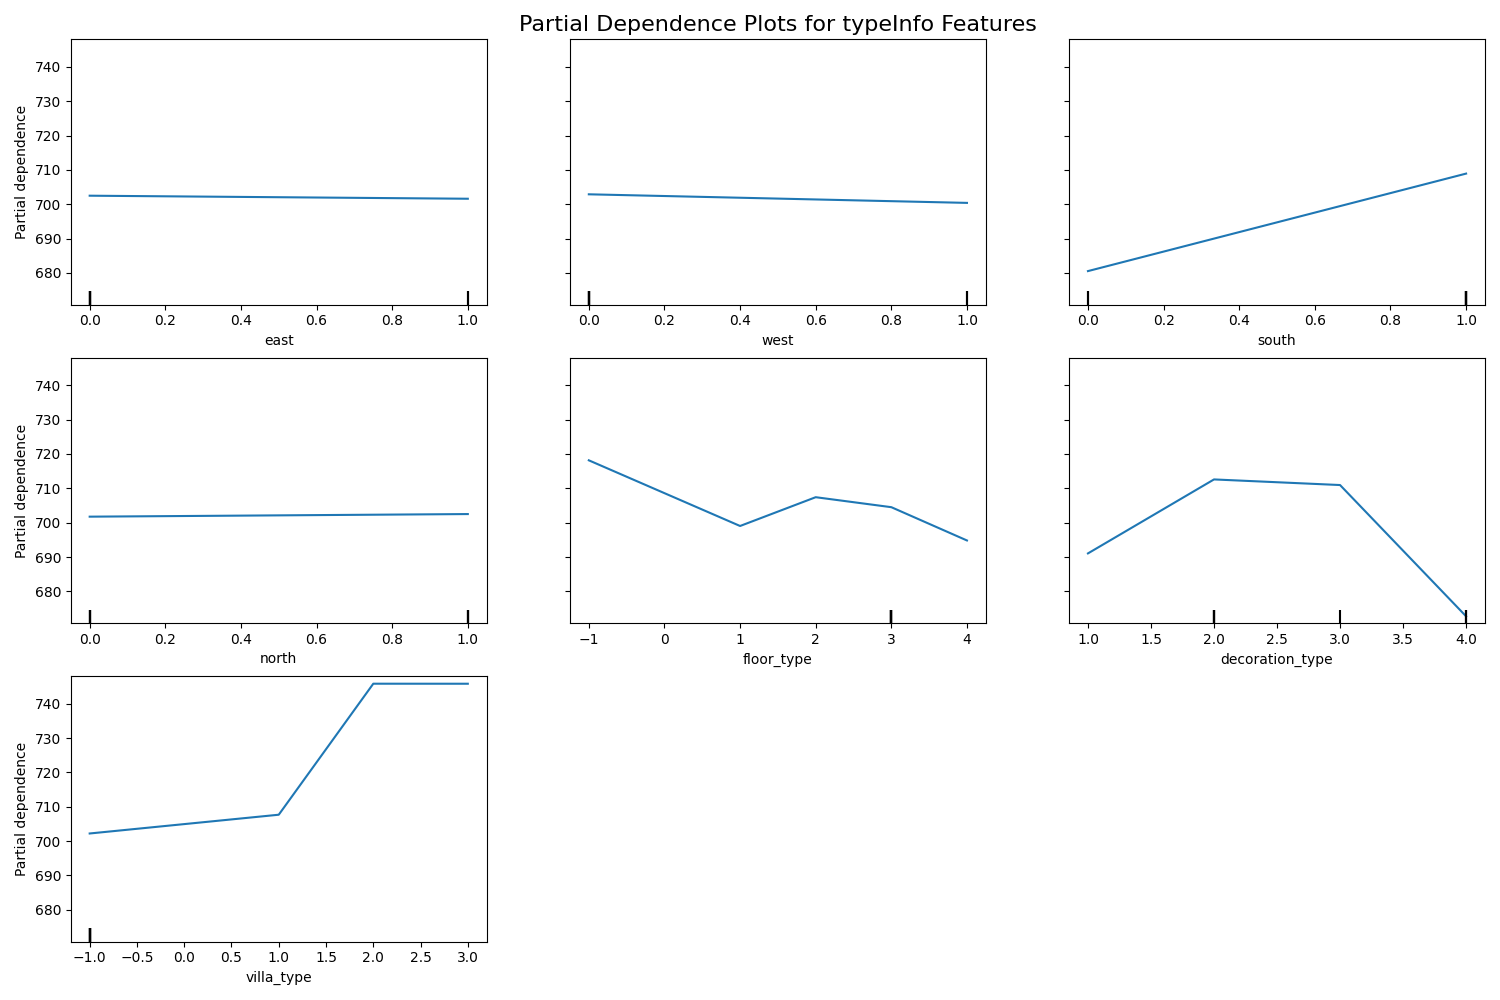 Partial Dependence Plots for typeInfo Features
740
730
720
710
700
690
680
Partial dependence
0.0 0.2 0.4 0.6 0.8 1.0
east
0.0 0.2 0.4 0.6 0.8 1.0
west
0.0 0.2 0.4 0.6 0.8 1.0
south
740
730
720
710
700
690
680
Partial dependence
0.0 0.2 0.4 0.6 0.8 1.0
north
−1 0 1 2 3 4
floor_type
1.0 1.5 2.0 2.5 3.0 3.5 4.0
decoration_type
740
730
720
710
700
690
680
Partial dependence
−1.0 −0.5 0.0 0.5 1.0 1.5 2.0 2.5 3.0
villa_type